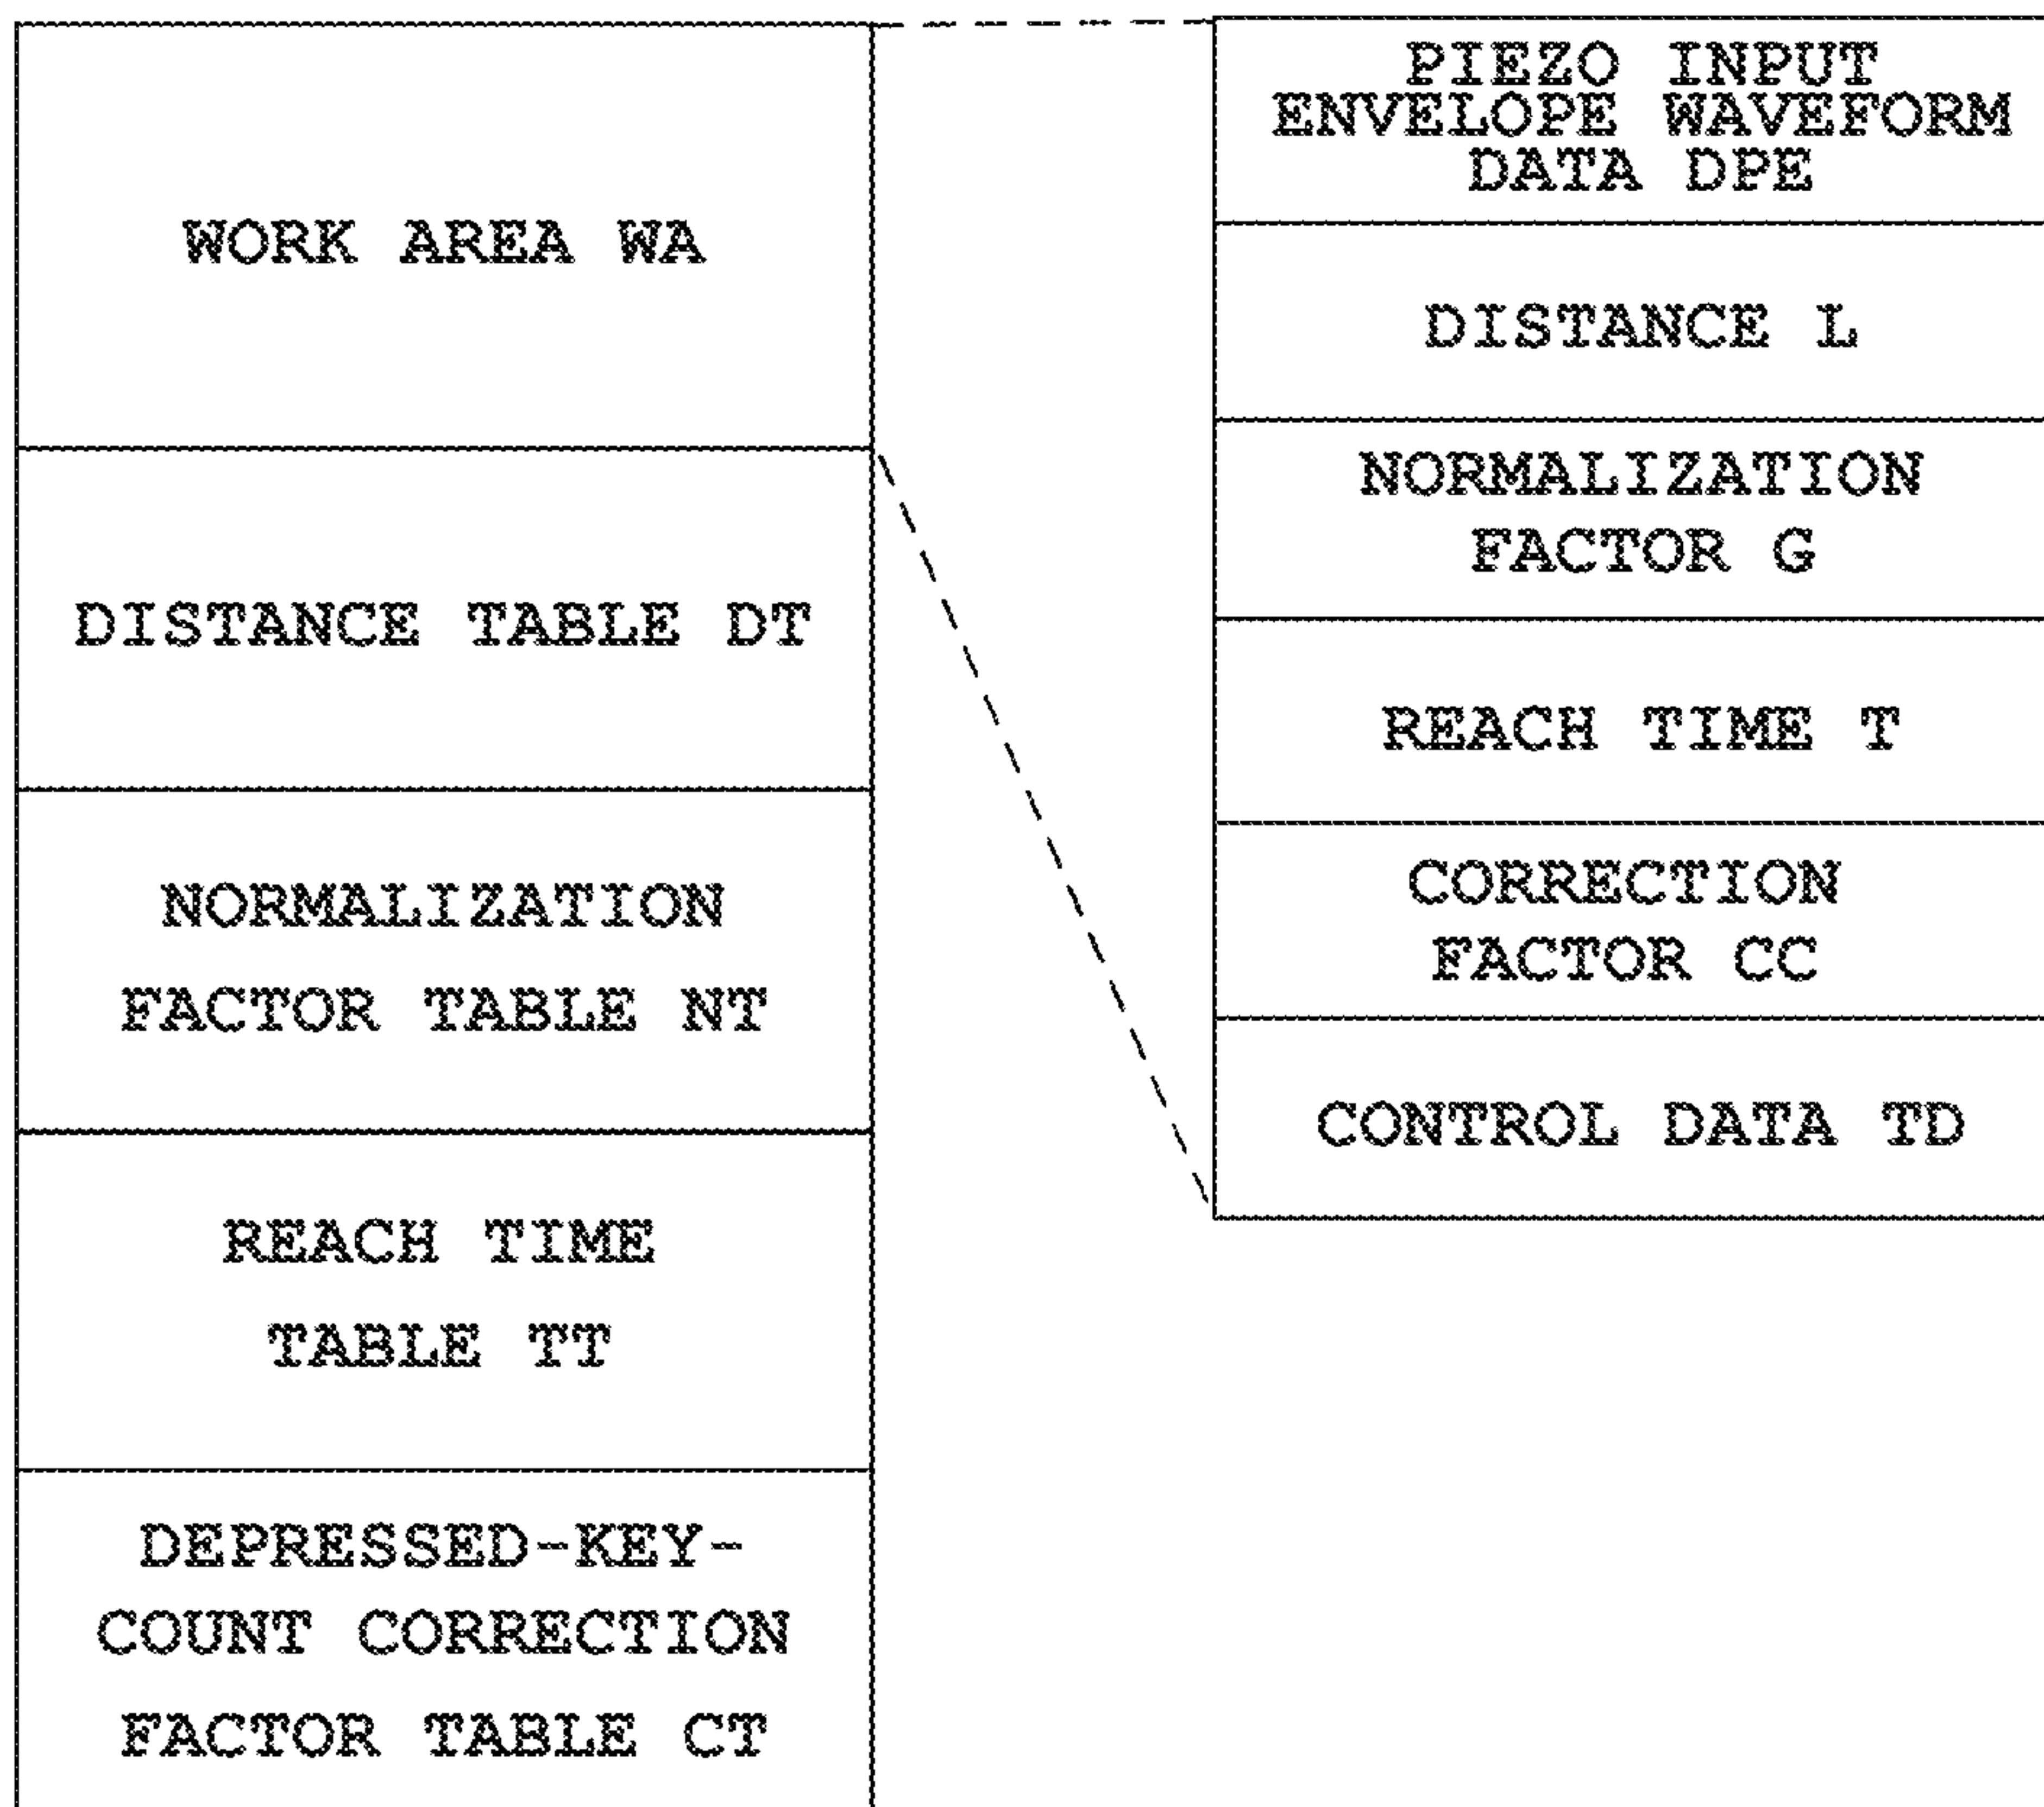 WORK AREA WA
DISTANCE TABLE DT
NORMALIZATION
FACTOR TABLE NT
REACH TIME
TABLE TT
DEPRESSED-KEY-
COUNT CORRECTION
FACTOR TABLE CT
PIEZO INPUT
ENVELOPE WAVEFORM
DATA DPE
DISTANCE L
NORMALIZATION
FACTOR G
REACH TIME T
CORRECTION
FACTOR CC
CONTROL DATA TD